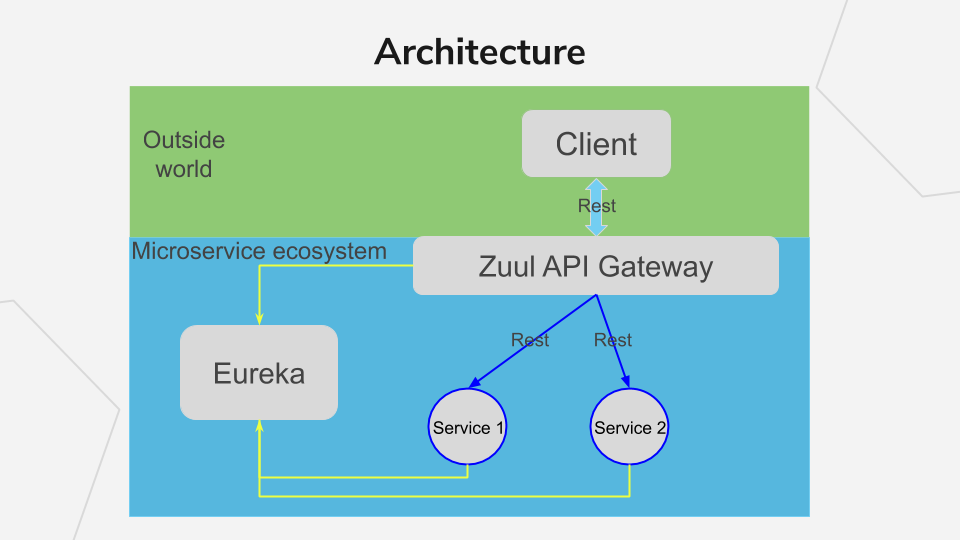 Architecture
Outside
world
Client
Rest
Microservice ecosystem
Zuul API Gateway
Rest
Rest
Eureka
Service 1
Service 2